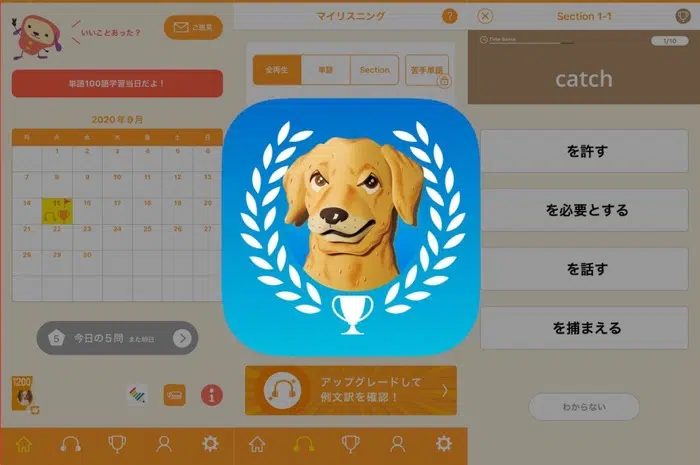 いいことあった？
ご意見
単語100語学習当日だよ！
2020年9月
月 火 水 木 金 土 日
1 2 3 4 5 6
7 8 9 10 11 12 13
14 15 16 17 18 19 20
21 22 23 24 25 26 27
28 29 30
5 今日の5問 また明日
1200
マイリスニング
?
全再生 単語 Section 苦手単語
アップグレードして
例文訳を確認！
Section 1-1
1/10
catch
を許す
を必要とする
を話す
を捕まえる
わからない